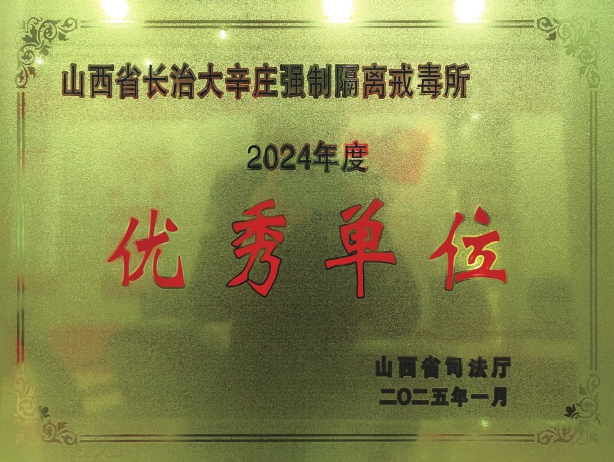 山西省长治大辛庄强制隔离戒毒所
2024年度
优秀单位
山西省司法厅
二〇二五年一月